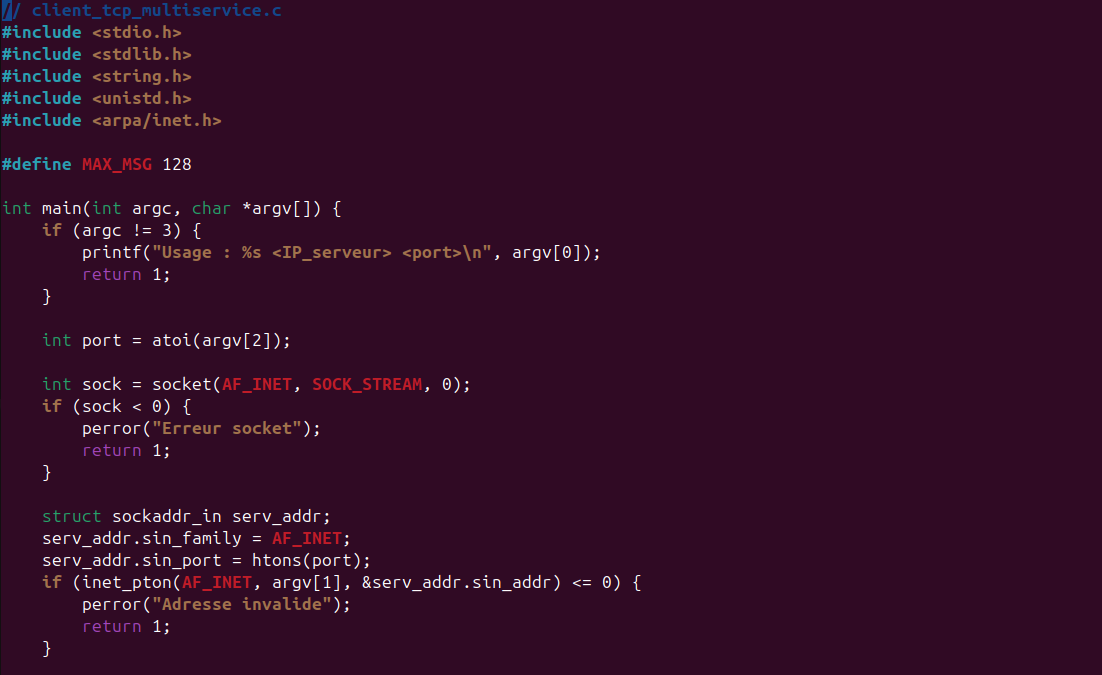 // client_tcp_multiservice.c
#include <stdio.h>
#include <stdlib.h>
#include <string.h>
#include <unistd.h>
#include <arpa/inet.h>

#define MAX_MSG 128

int main(int argc, char *argv[]) {
    if (argc != 3) {
        printf("Usage : %s <IP_serveur> <port>\n", argv[0]);
        return 1;
    }

    int port = atoi(argv[2]);

    int sock = socket(AF_INET, SOCK_STREAM, 0);
    if (sock < 0) {
        perror("Erreur socket");
        return 1;
    }

    struct sockaddr_in serv_addr;
    serv_addr.sin_family = AF_INET;
    serv_addr.sin_port = htons(port);
    if (inet_pton(AF_INET, argv[1], &serv_addr.sin_addr) <= 0) {
        perror("Adresse invalide");
        return 1;
    }